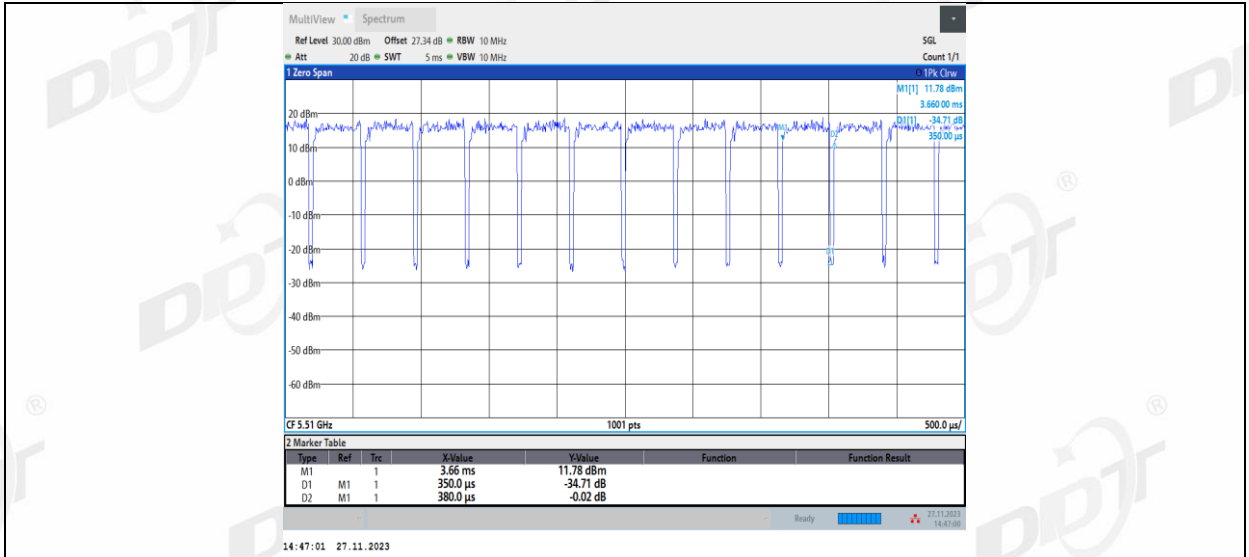 MultiView Spectrum
Ref Level 30.00 dBm Offset 27.34 dB RBW 10 MHz SGL
Att 20 dB SWT 5 ms VBW 10 MHz Count 1/1
1 Zero Span 1Pk Clrw
M1[1] 11.78 dBm
3.660 00 ms
D1[1] -34.71 dB
350.00 µs
20 dBm
M1
D2
10 dBm
0 dBm
-10 dBm
-20 dBm
D1
-30 dBm
-40 dBm
-50 dBm
-60 dBm
CF 5.51 GHz 1001 pts 500.0 µs/
2 Marker Table
Type Ref Trc X-Value Y-Value Function Function Result
M1 1 3.66 ms 11.78 dBm
D1 M1 1 350.0 µs -34.71 dB
D2 M1 1 380.0 µs -0.02 dB
Ready 27.11.2023
14:47:00
14:47:01 27.11.2023
DDT
®